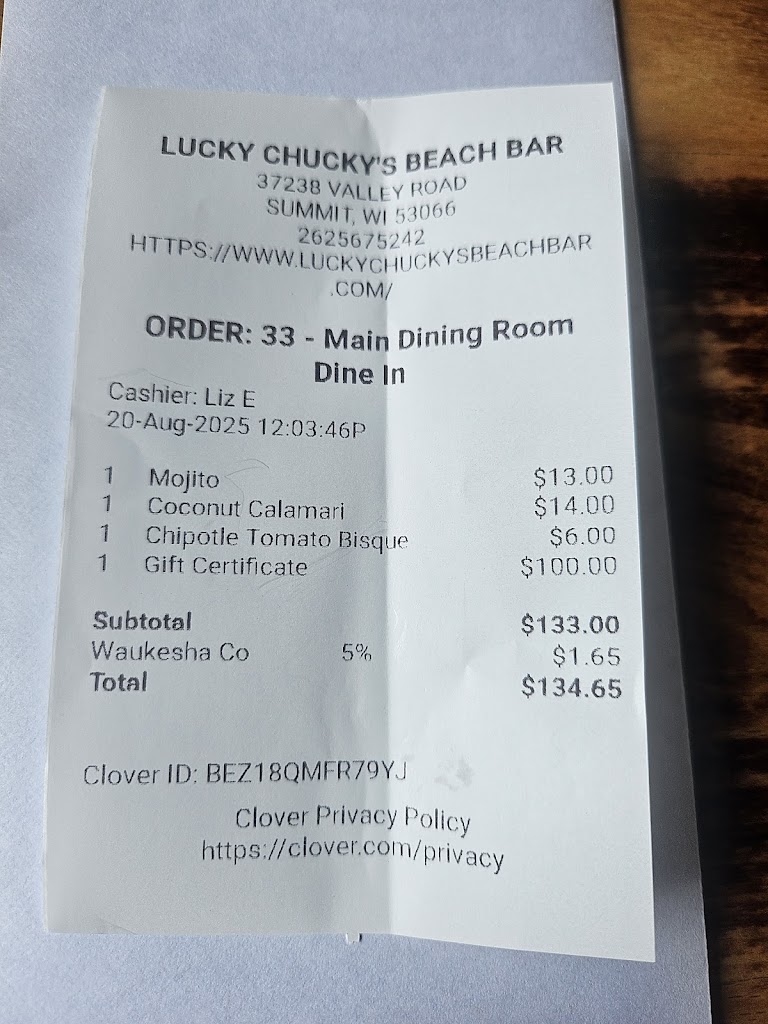 LUCKY CHUCKY'S BEACH BAR
37238 VALLEY ROAD
SUMMIT, WI 53066
2625675242
HTTPS://WWW.LUCKYCHUCKYSBEACHBAR
.COM/
ORDER: 33 - Main Dining Room
Dine In
Cashier: Liz E
20-Aug-2025 12:03:46P
1 Mojito $13.00
1 Coconut Calamari $14.00
1 Chipotle Tomato Bisque $6.00
1 Gift Certificate $100.00
Subtotal $133.00
Waukesha Co 5% $1.65
Total $134.65
Clover ID: BEZ18QMFR79YJ
Clover Privacy Policy
https://clover.com/privacy